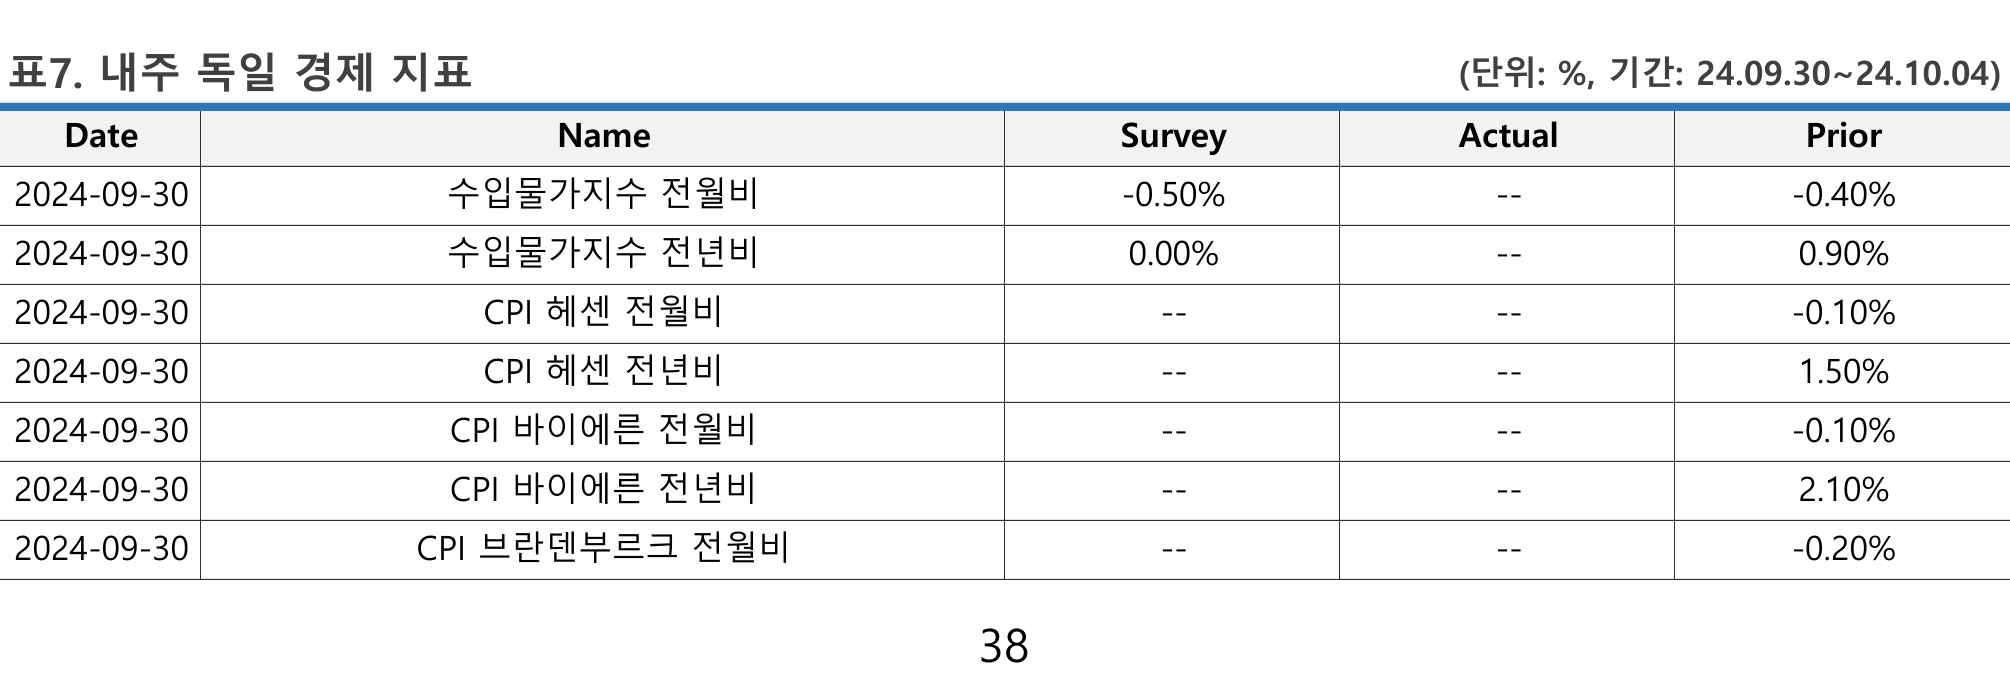 표7. 내주 독일 경제 지표 (단위: %, 기간: 24.09.30~24.10.04)
Date Name Survey Actual Prior
2024-09-30 수입물가지수 전월비 -0.50% -- -0.40%
2024-09-30 수입물가지수 전년비 0.00% -- 0.90%
2024-09-30 CPI 헤센 전월비 -- -- -0.10%
2024-09-30 CPI 헤센 전년비 -- -- 1.50%
2024-09-30 CPI 바이에른 전월비 -- -- -0.10%
2024-09-30 CPI 바이에른 전년비 -- -- 2.10%
2024-09-30 CPI 브란덴부르크 전월비 -- -- -0.20%
38